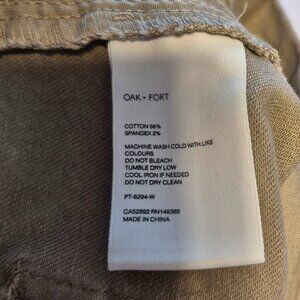 OAK + FORT
COTTON 98%
SPANDEX 2%
MACHINE WASH COLD WITH LIKE
COLOURS
DO NOT BLEACH
TUMBLE DRY LOW
COOL IRON IF NEEDED
DO NOT DRY CLEAN
PT-8294-W
CA52892 RN148388
MADE IN CHINA